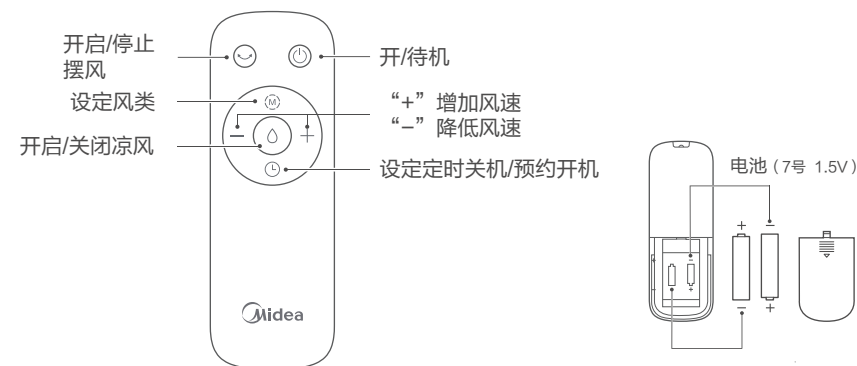 开启/停止
摆风
开/待机
设定风类
M
“+”增加风速
“−”降低风速
开启/关闭凉风
设定定时关机/预约开机
Midea
电池（7号 1.5V）
+ −
− +
−
+